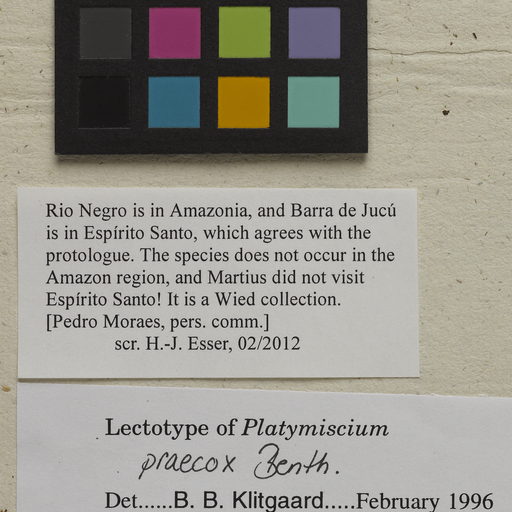 Rio Negro is in Amazonia, and Barra de Jucú
is in Espírito Santo, which agrees with the
protologue. The species does not occur in the
Amazon region, and Martius did not visit
Espírito Santo! It is a Wied collection.
[Pedro Moraes, pers. comm.]
scr. H.-J. Esser, 02/2012
Lectotype of Platymiscium
praecox Benth.
Det......B. B. Klitgaard.....February 1996